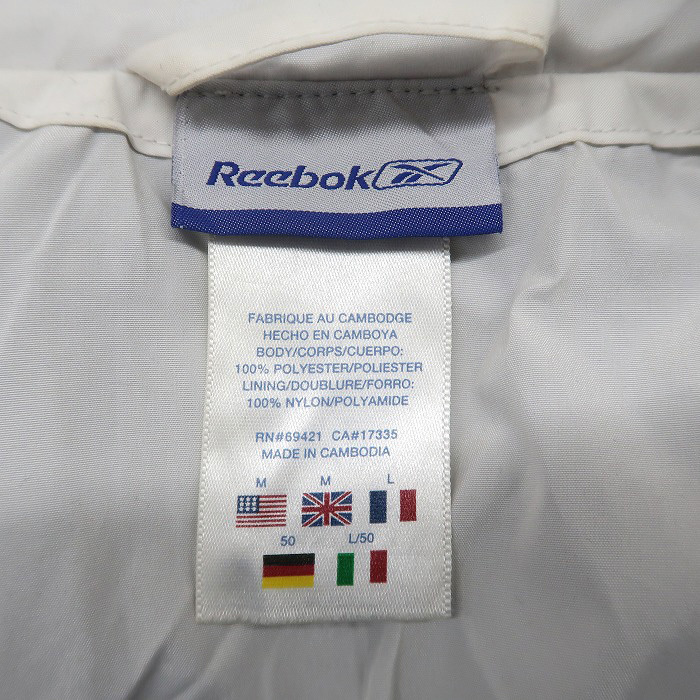 Reebok
FABRIQUE AU CAMBODGE
HECHO EN CAMBOYA
BODY/CORPS/CUERPO:
100% POLYESTER/POLIESTER
LINING/DOUBLURE/FORRO:
100% NYLON/POLYAMIDE
RN#69421 CA#17335
MADE IN CAMBODIA
M M L
50 L/50